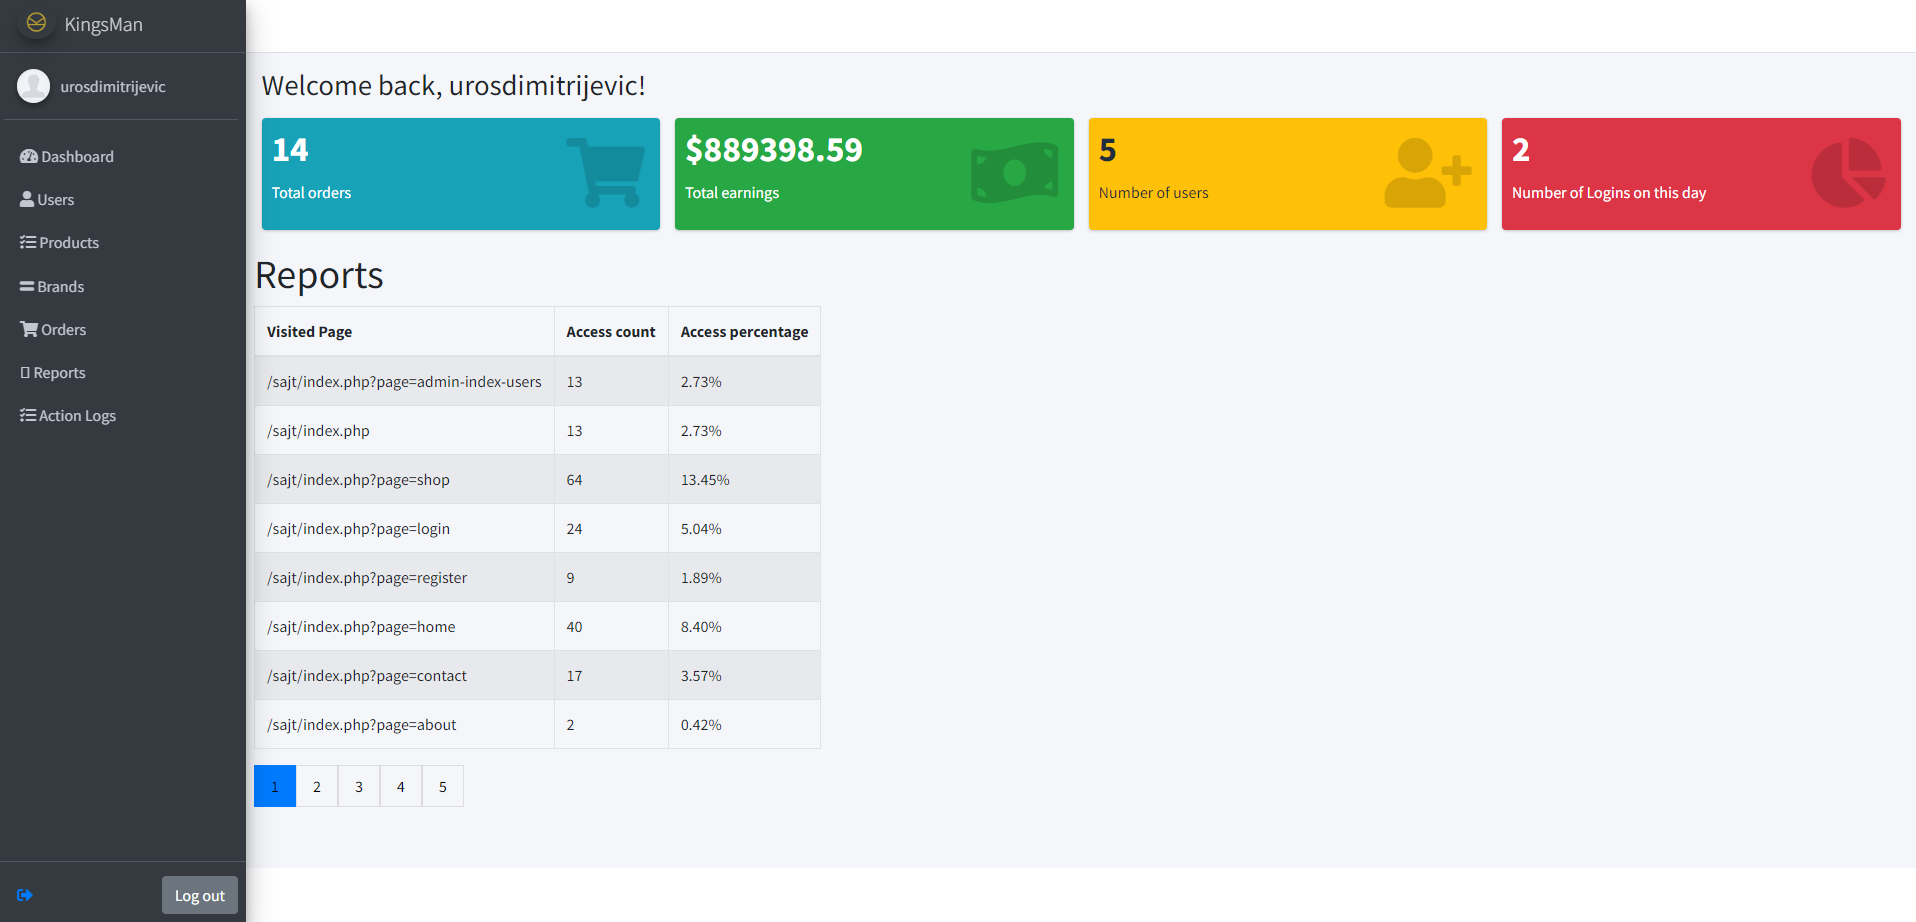 KingsMan
urosdimitrijevic
Dashboard
Users
Products
Brands
Orders
Reports
Action Logs
Log out
Welcome back, urosdimitrijevic!
14
Total orders
$889398.59
Total earnings
5
Number of users
2
Number of Logins on this day
Reports
Visited Page Access count Access percentage
/sajt/index.php?page=admin-index-users 13 2.73%
/sajt/index.php 13 2.73%
/sajt/index.php?page=shop 64 13.45%
/sajt/index.php?page=login 24 5.04%
/sajt/index.php?page=register 9 1.89%
/sajt/index.php?page=home 40 8.40%
/sajt/index.php?page=contact 17 3.57%
/sajt/index.php?page=about 2 0.42%
1 2 3 4 5